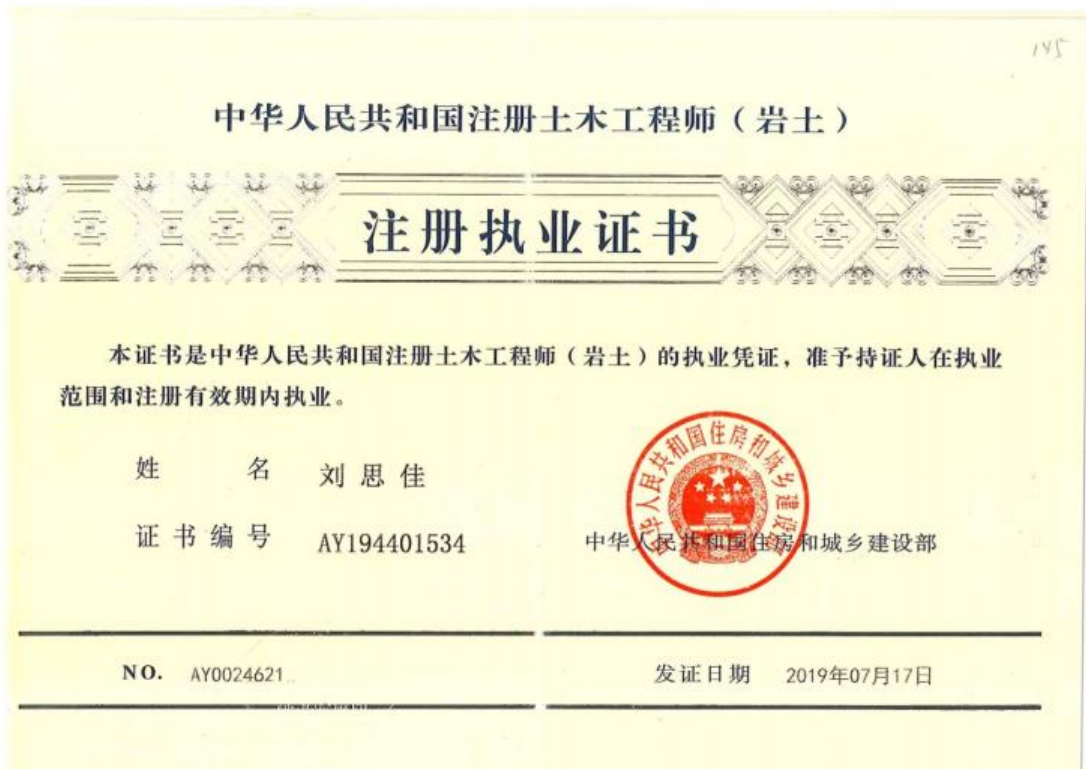 145
中华人民共和国注册土木工程师（岩土）
注册执业证书
本证书是中华人民共和国注册土木工程师（岩土）的执业凭证，准予持证人在执业
范围和注册有效期内执业。
姓 名 刘思佳
证书编号 AY194401534
中华人民共和国住房和城乡建设部
中华人民共和国住房和城乡建设部
NO. AY0024621
发证日期 2019年07月17日